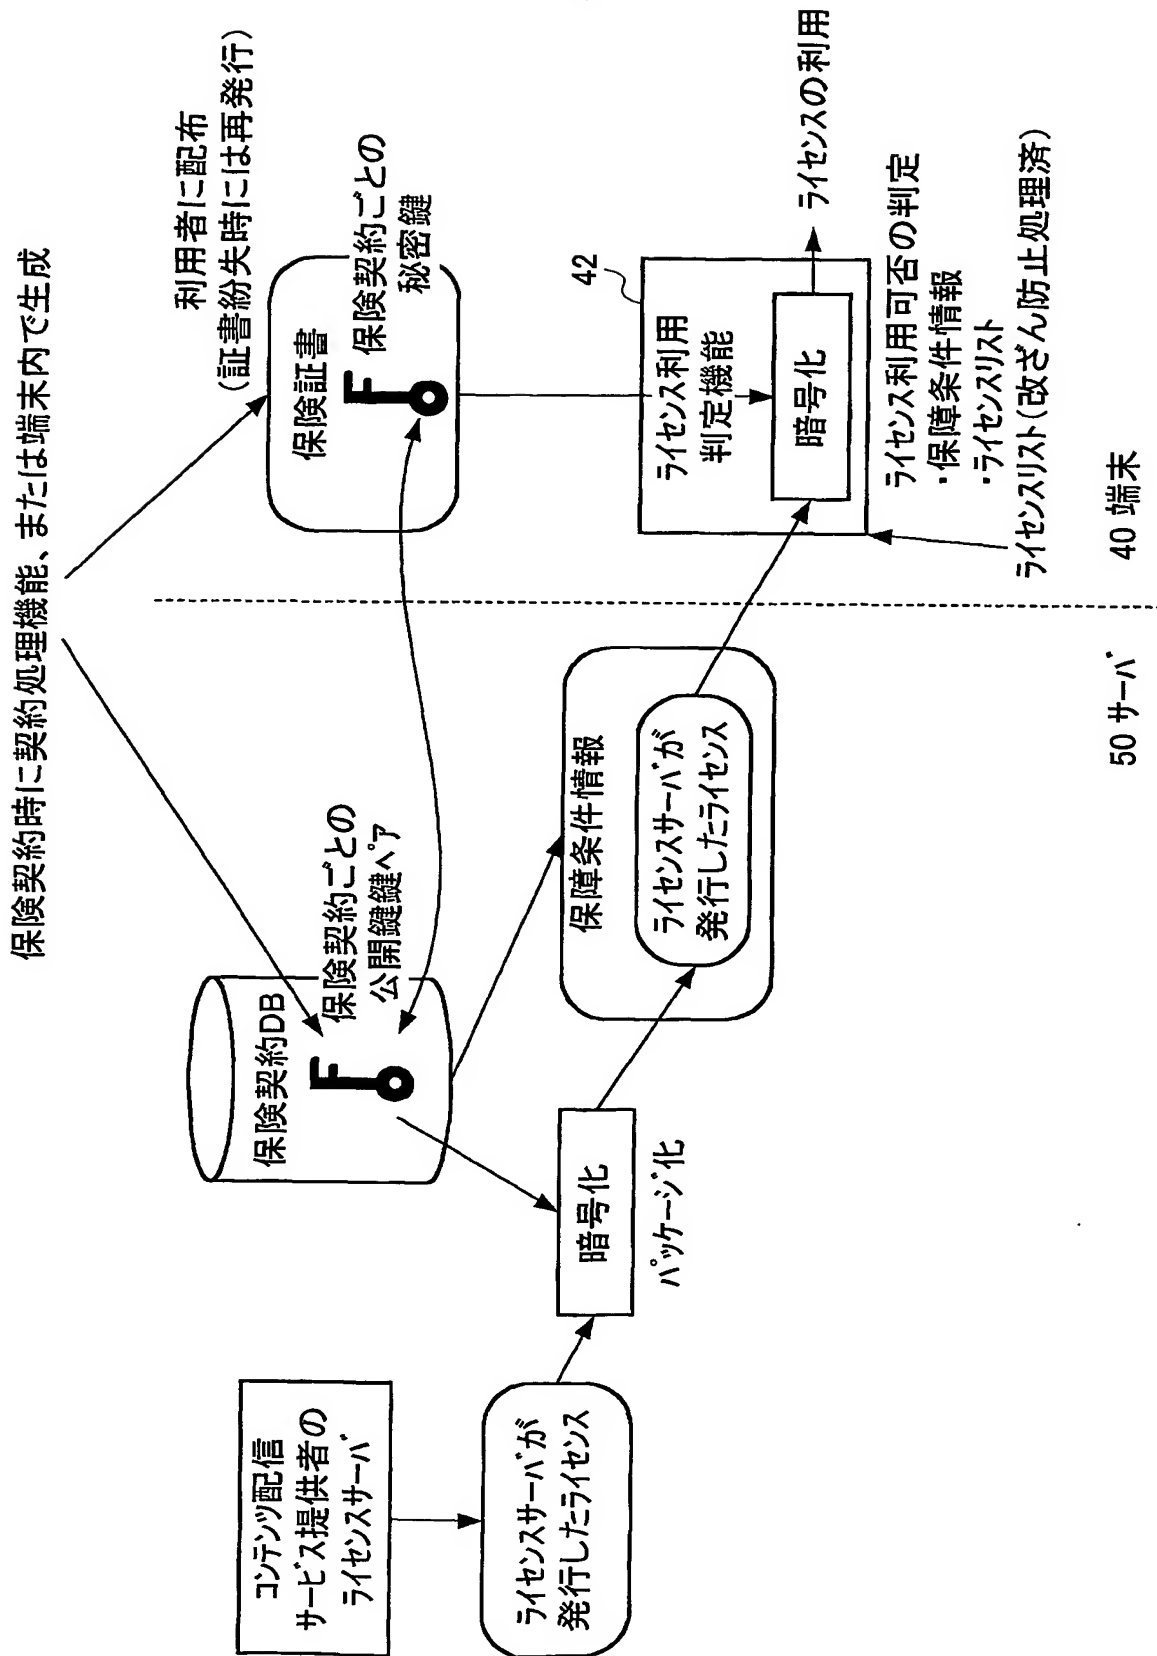 保険契約時に契約処理機能、または端末内で生成
コンテンツ配信
サービス提供者の
ライセンスサーバ
ライセンスサーバが
発行したライセンス
保険契約DB
保険契約ごとの
公開鍵鍵ペア
暗号化
パッケージ化
保障条件情報
ライセンスサーバが
発行したライセンス
50 サーバ
利用者に配布
(証書紛失時には再発行)
保険証書
保険契約ごとの
秘密鍵
42
ライセンス利用
判定機能
暗号化
ライセンスの利用
ライセンス利用可否の判定
・保障条件情報
・ライセンスリスト
ライセンスリスト(改ざん防止処理済)
40 端末